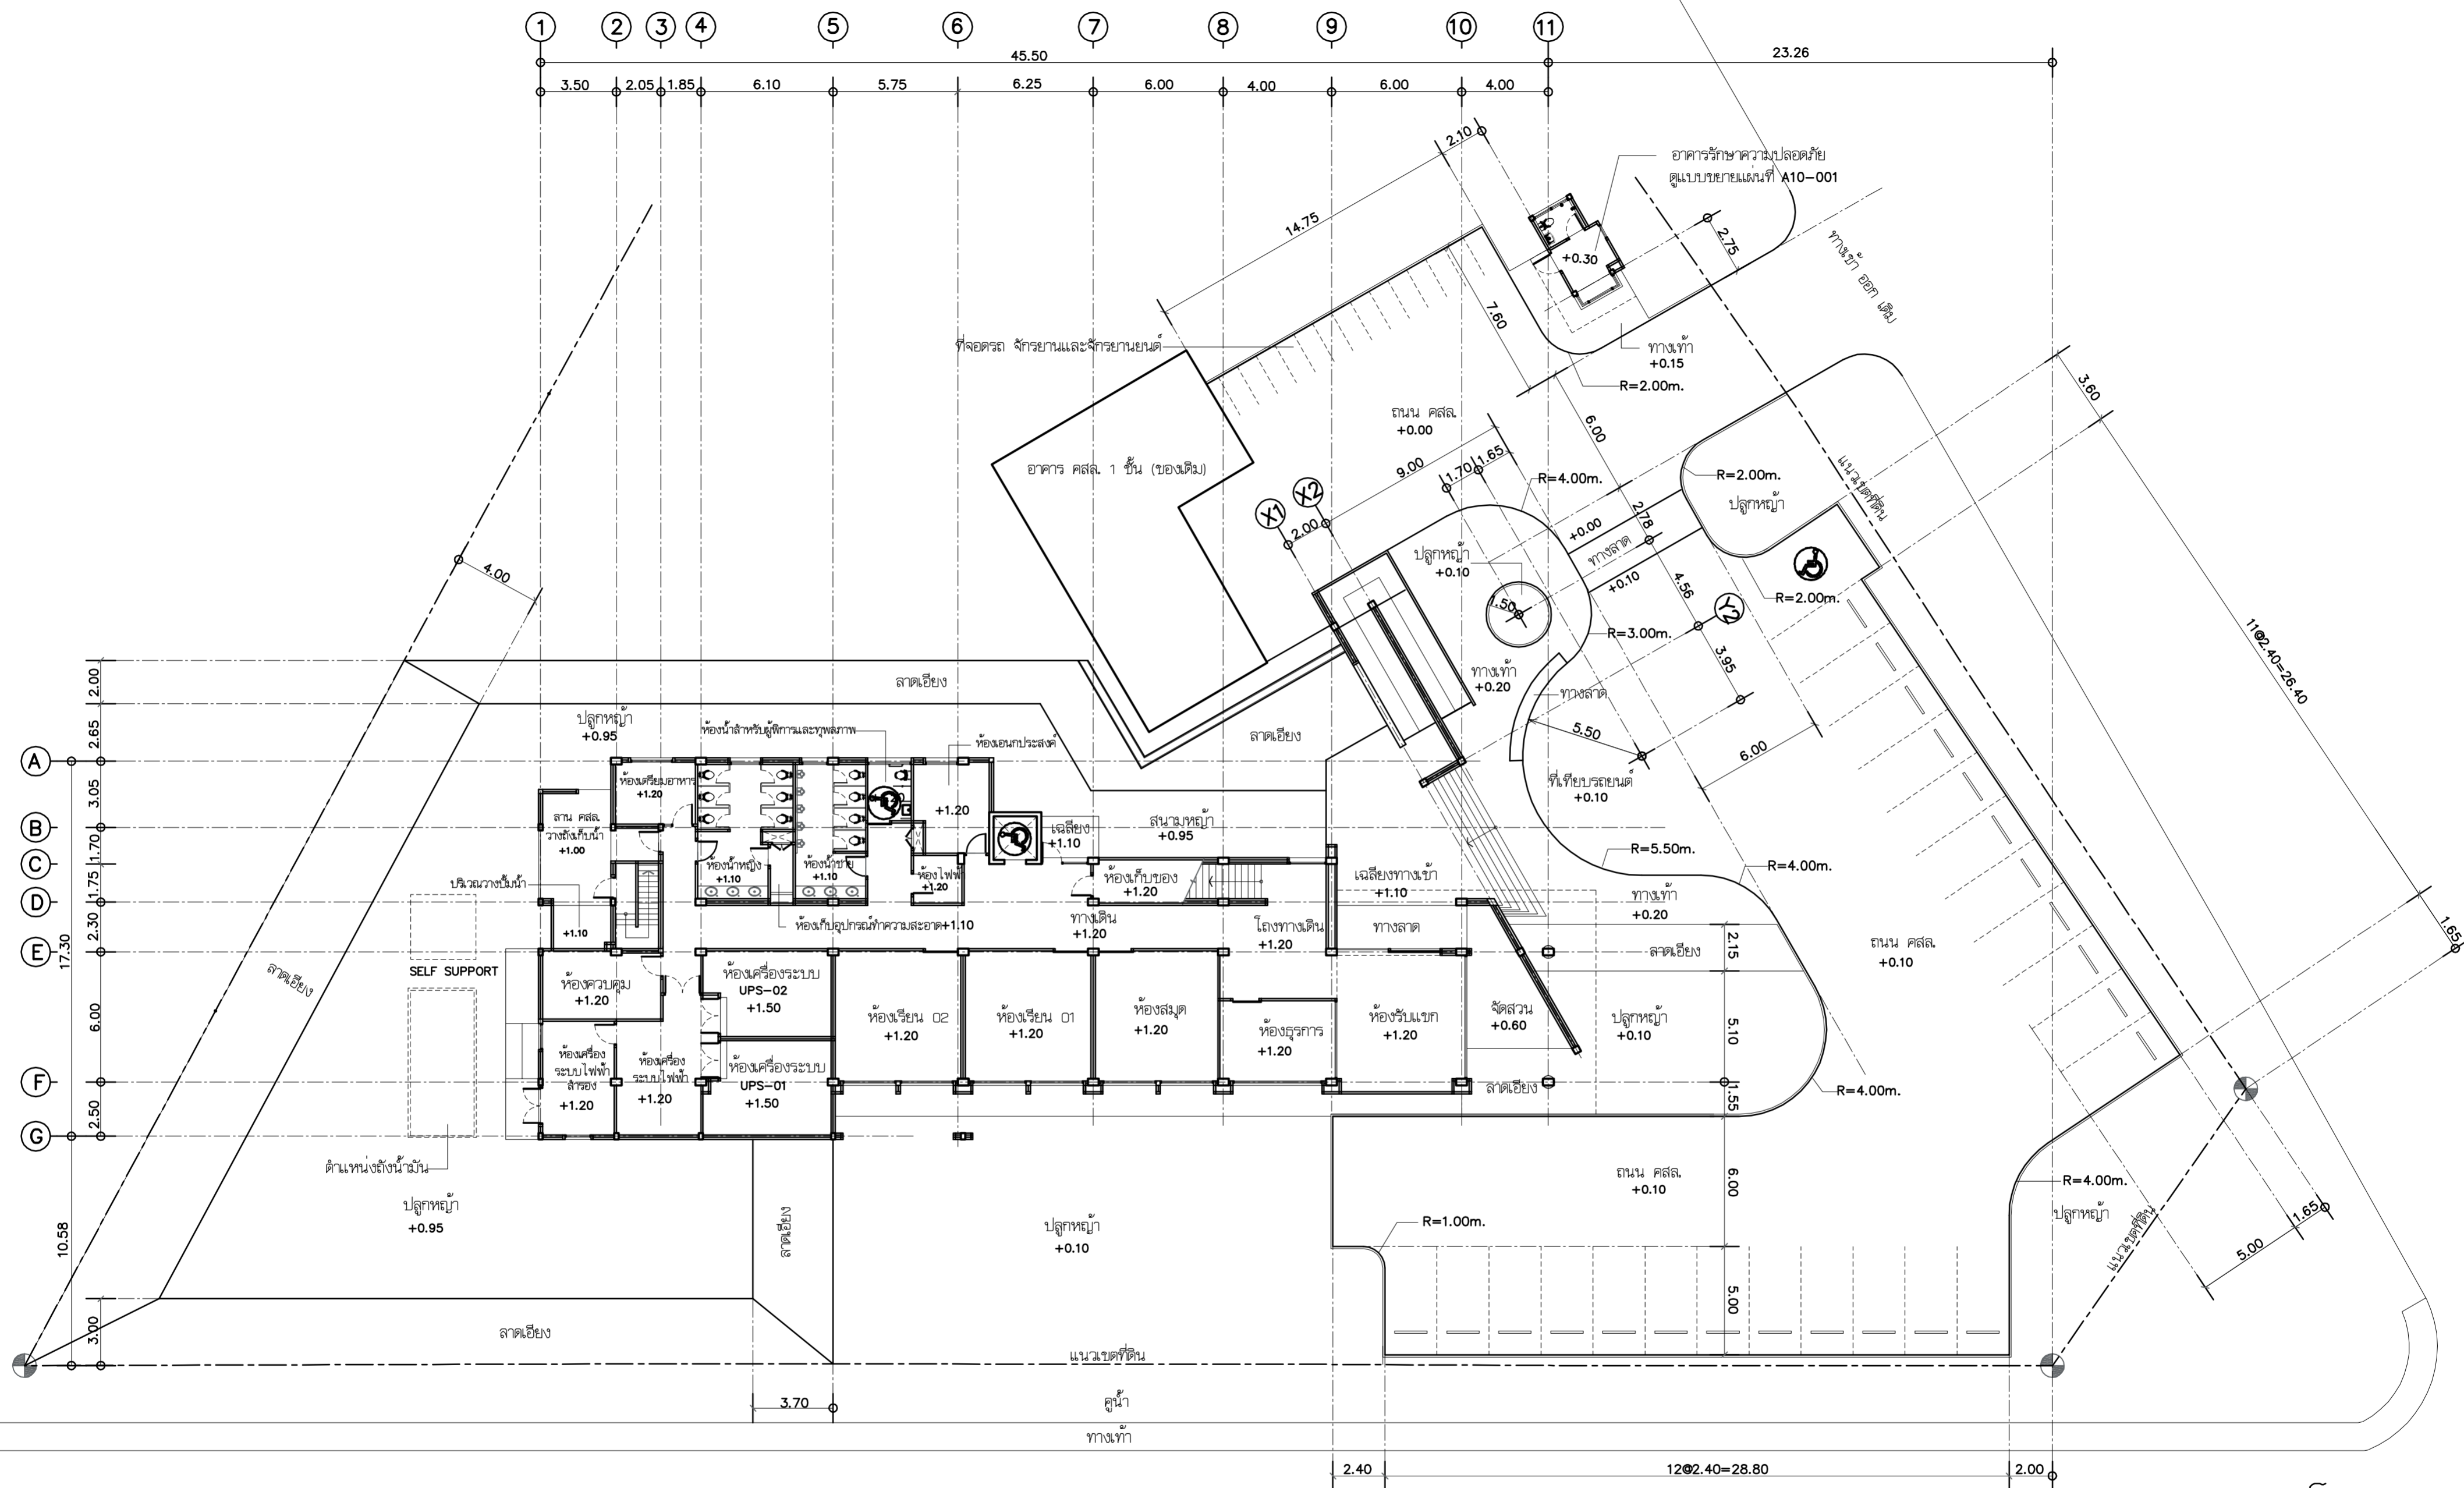 1 2 3 4 5 6 7 8 9 10 11
45.50 23.26
3.50 2.05 1.85 6.10 5.75 6.25 6.00 4.00 6.00 4.00
2.10
อาคารรักษาความปลอดภัย
ดูแบบขยายแผ่นที่ A10-001
14.75
2.75
+0.30
ทางเข้า ออก เดิม
7.60
ที่จอดรถ จักรยานและจักรยานยนต์
ทางเท้า
+0.15
R=2.00m.
3.60
ถนน คสล.
+0.00
6.00
อาคาร คสล. 1 ชั้น (ของเดิม)
9.00
1.70
1.65
R=4.00m.
R=2.00m.
ปลูกหญ้า
แนวเขตที่ดิน
X1
X2
2.00
+0.00
2.78
ทางลาด
+0.10
ปลูกหญ้า
+0.10
4.56
Y2
R=2.00m.
4.00
1.50
R=3.00m.
3.95
11@2.40=26.40
2.00
ลาดเอียง
ทางเท้า
+0.20
ทางลาด
2.65
ปลูกหญ้า
+0.95
ห้องน้ำสำหรับผู้พิการและทุพลภาพ
ห้องเอนกประสงค์
ลาดเอียง
5.50
6.00
A
ห้องเตรียมอาหาร
+1.20
ที่เทียบรถยนต์
+0.10
3.05
+1.20
B
ลาน คสล.
วางถังเก็บน้ำ
+1.00
เฉลียง
+1.10
สนามหญ้า
+0.95
1.70
R=5.50m.
R=4.00m.
C
ห้องน้ำหญิง
+1.10
ห้องน้ำชาย
+1.10
ห้องไฟฟ้า
+1.20
ห้องเก็บของ
+1.20
เฉลียงทางเข้า
+1.10
1.75
บริเวณวางปั๊มน้ำ
ทางเท้า
+0.20
D
2.30
+1.10
ห้องเก็บอุปกรณ์ทำความสะอาด+1.10
ทางเดิน
+1.20
โถงทางเดิน
+1.20
ทางลาด
2.15
1.65
E
17.30
ลาดเอียง
ถนน คสล.
+0.10
ลาดเอียง
SELF SUPPORT
ห้องควบคุม
+1.20
ห้องเครื่องระบบ
UPS-02
+1.50
6.00
ห้องเรียน 02
+1.20
ห้องเรียน 01
+1.20
ห้องสมุด
+1.20
ห้องธุรการ
+1.20
ห้องรับแขก
+1.20
จัดสวน
+0.60
ปลูกหญ้า
+0.10
5.10
ห้องเครื่อง
ระบบไฟฟ้า
สำรอง
+1.20
ห้องเครื่อง
ระบบไฟฟ้า
+1.20
ห้องเครื่องระบบ
UPS-01
+1.50
F
ลาดเอียง
1.55
R=4.00m.
2.50
G
ตำแหน่งถังน้ำมัน
ปลูกหญ้า
+0.95
ลาดเอียง
ปลูกหญ้า
+0.10
ถนน คสล.
+0.10
6.00
R=4.00m.
ปลูกหญ้า
แนวเขตที่ดิน
1.65
5.00
10.58
R=1.00m.
5.00
3.00
ลาดเอียง
แนวเขตที่ดิน
3.70
คูน้ำ
ทางเท้า
2.40 12@2.40=28.80 2.00